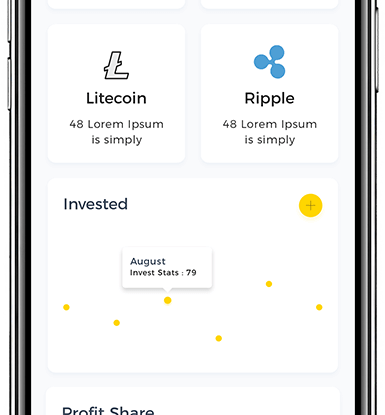 Litecoin
Ripple
48 Lorem Ipsum
is simply
48 Lorem Ipsum
is simply
Invested
August
Invest Stats : 79
Profit Share